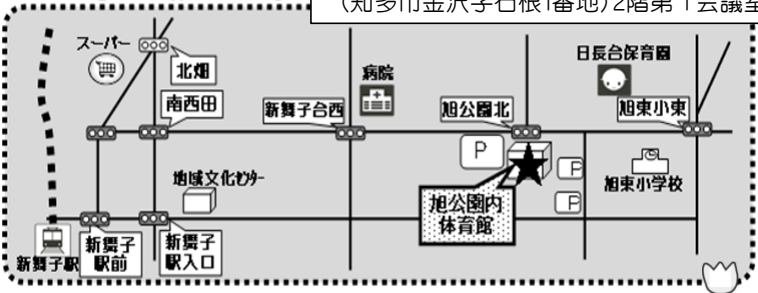 (知多市金沢字石根1番地)2階第1会議室
スーパー
北畑
南西田
新舞子台西
病院
旭公園北
日長台保育園
旭東小東
P
P
P
旭東小学校
地域文化センター
旭公園内
体育館
新舞子駅
新舞子
駅前
新舞子
駅入口